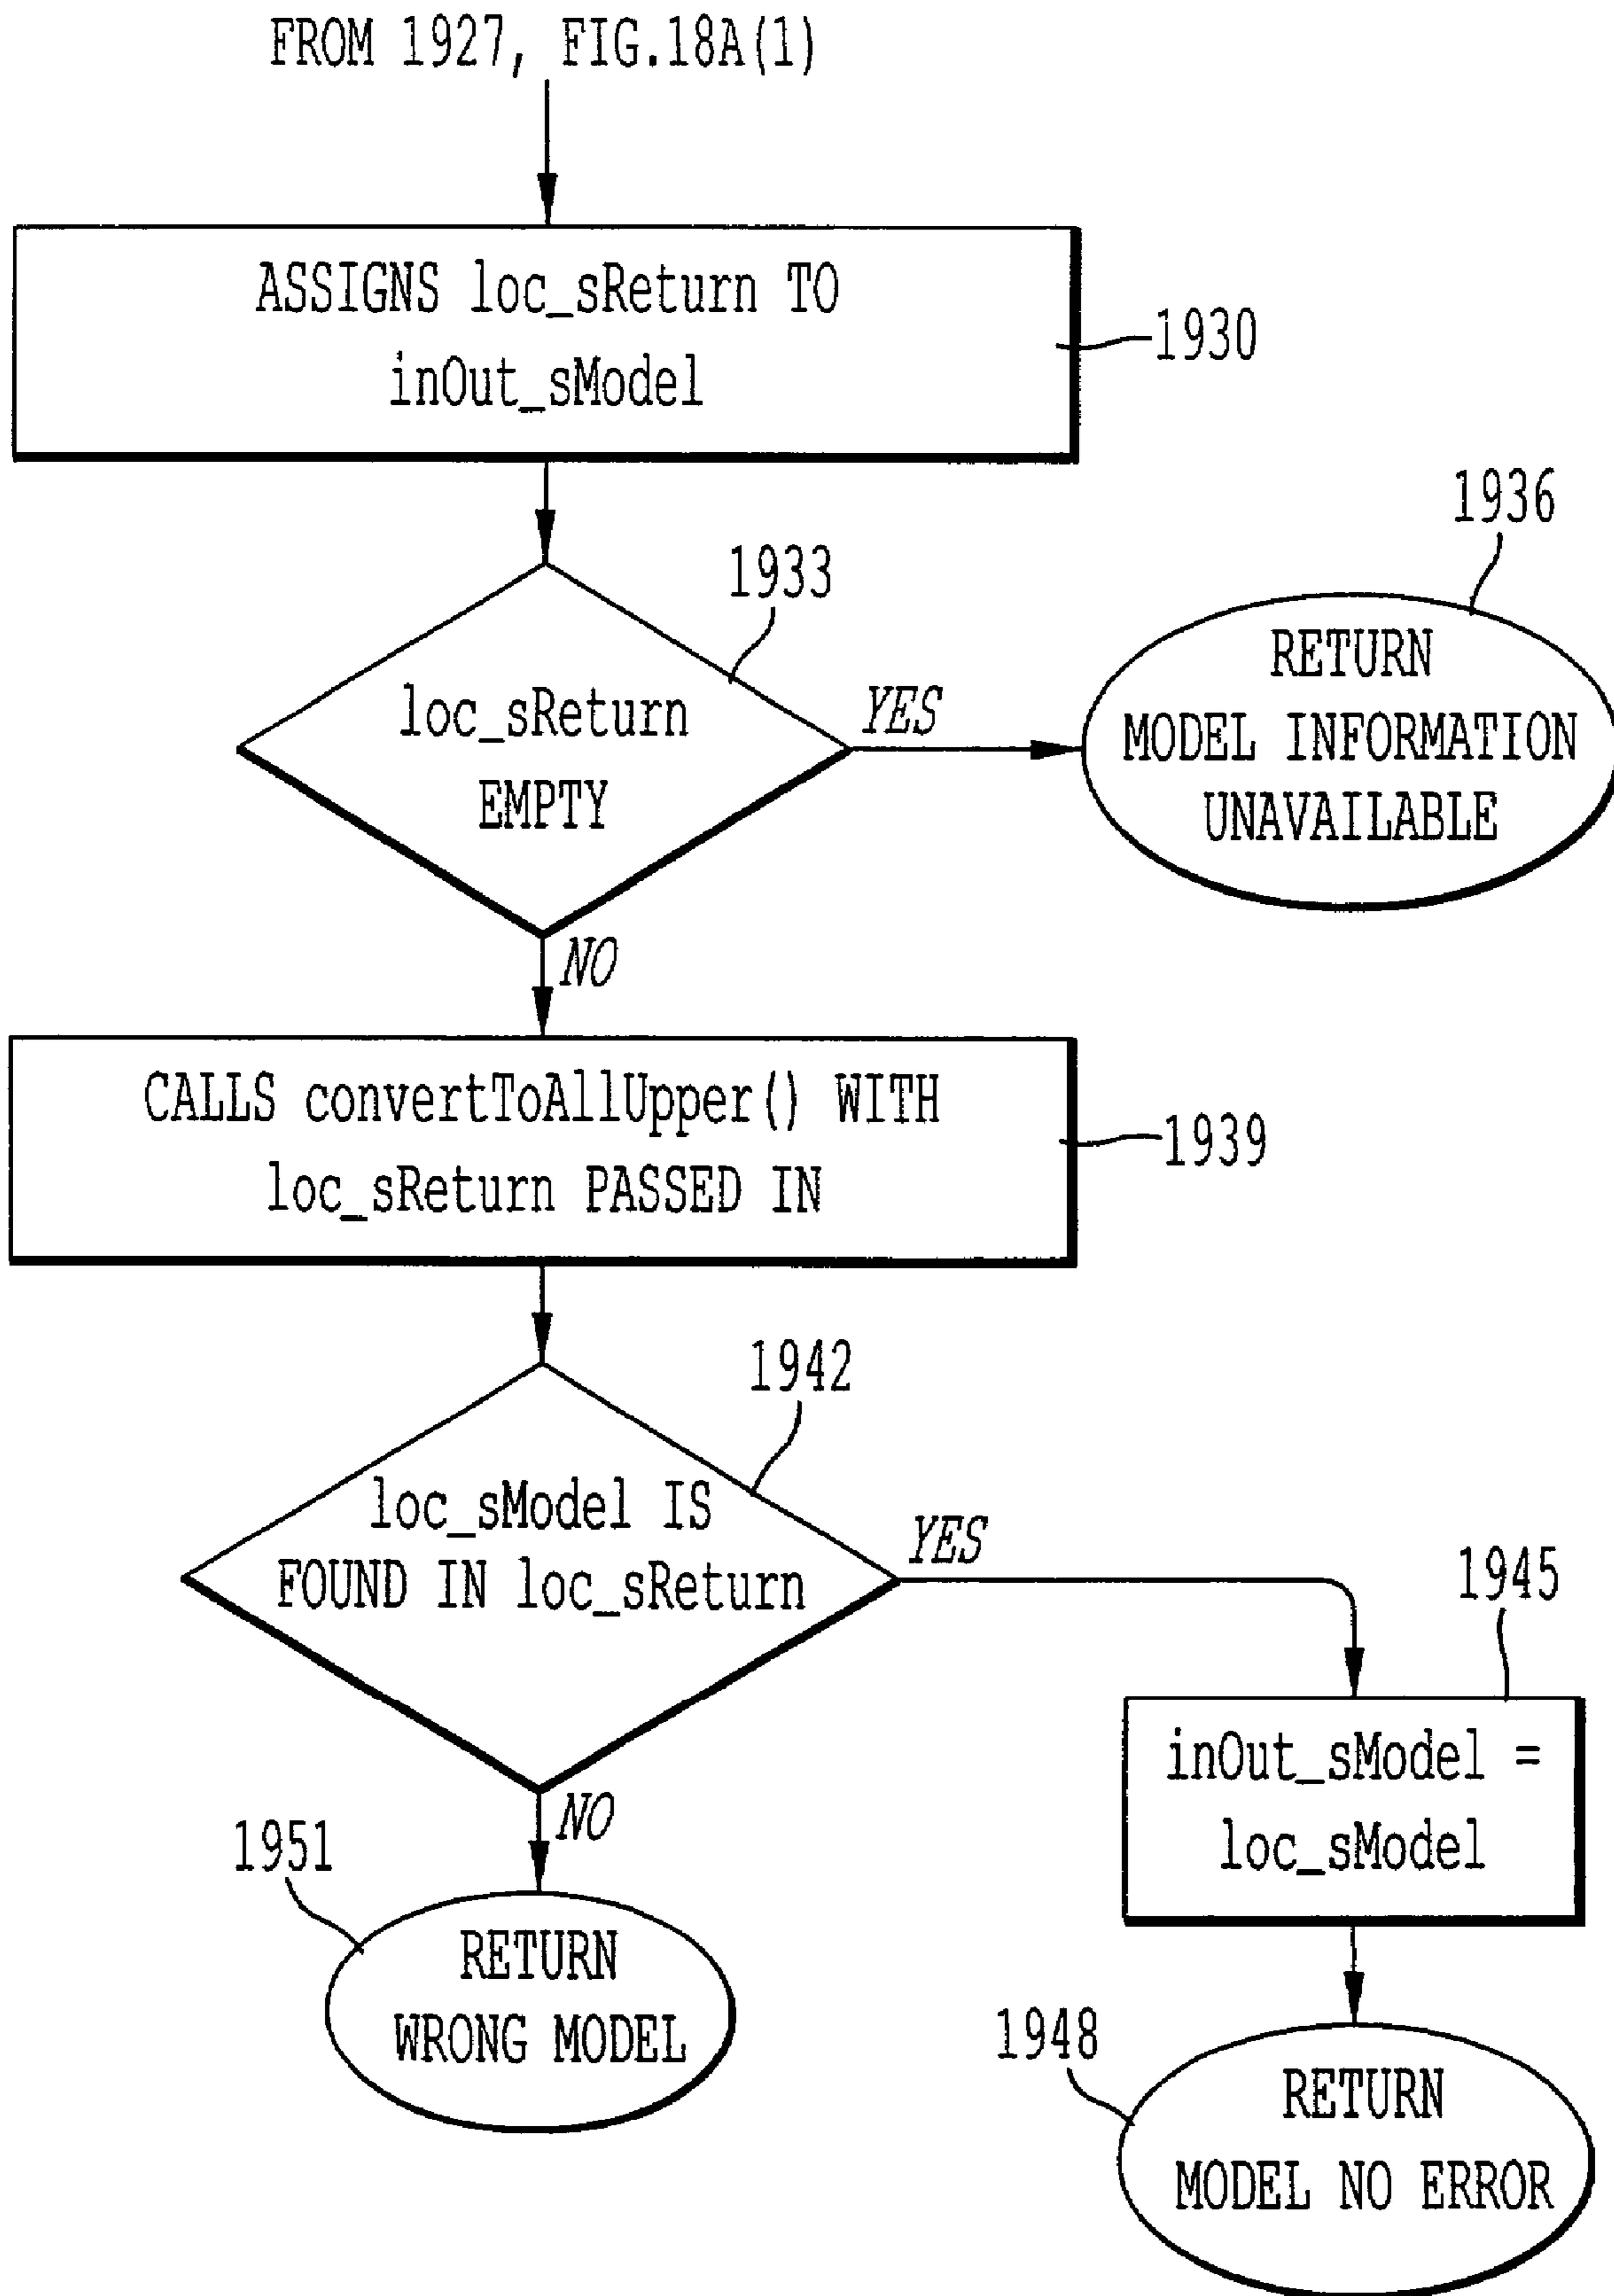 FROM 1927, FIG.18A(1)
ASSIGNS loc_sReturn TO
inOut_sModel
1930
1933
loc_sReturn
EMPTY
YES
1936
RETURN
MODEL INFORMATION
UNAVAILABLE
NO
CALLS convertToAllUpper() WITH
loc_sReturn PASSED IN
1939
1942
loc_sModel IS
FOUND IN loc_sReturn
YES
1945
inOut_sModel =
loc_sModel
NO
1951
RETURN
WRONG MODEL
1948
RETURN
MODEL NO ERROR